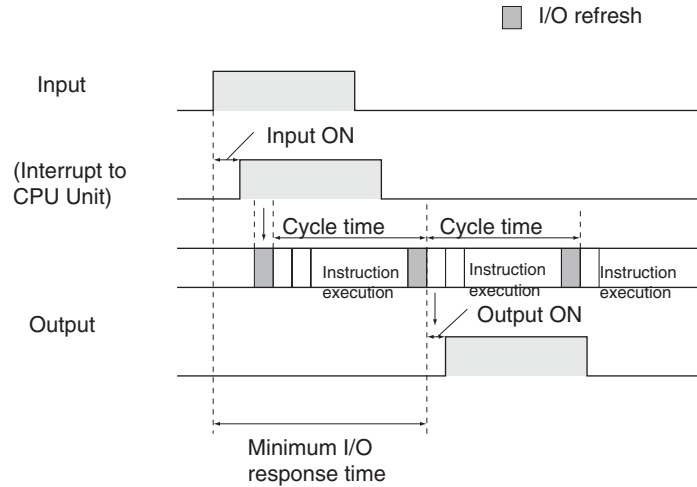 I/O refresh
Input
Input ON
(Interrupt to
CPU Unit)
Cycle time
Cycle time
Instruction
execution
Instruction
execution
Instruction
execution
Output
Output ON
Minimum I/O
response time